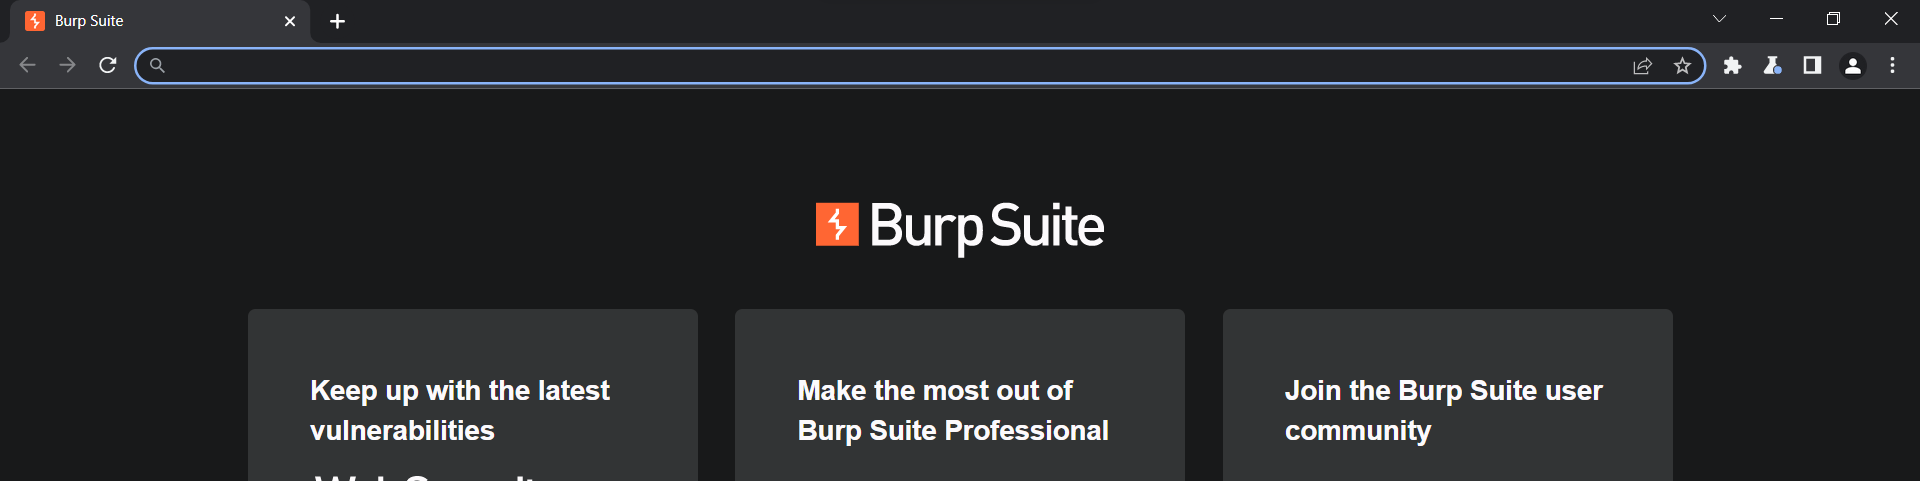 Burp Suite
Burp Suite
Keep up with the latest
vulnerabilities
Make the most out of
Burp Suite Professional
Join the Burp Suite user
community